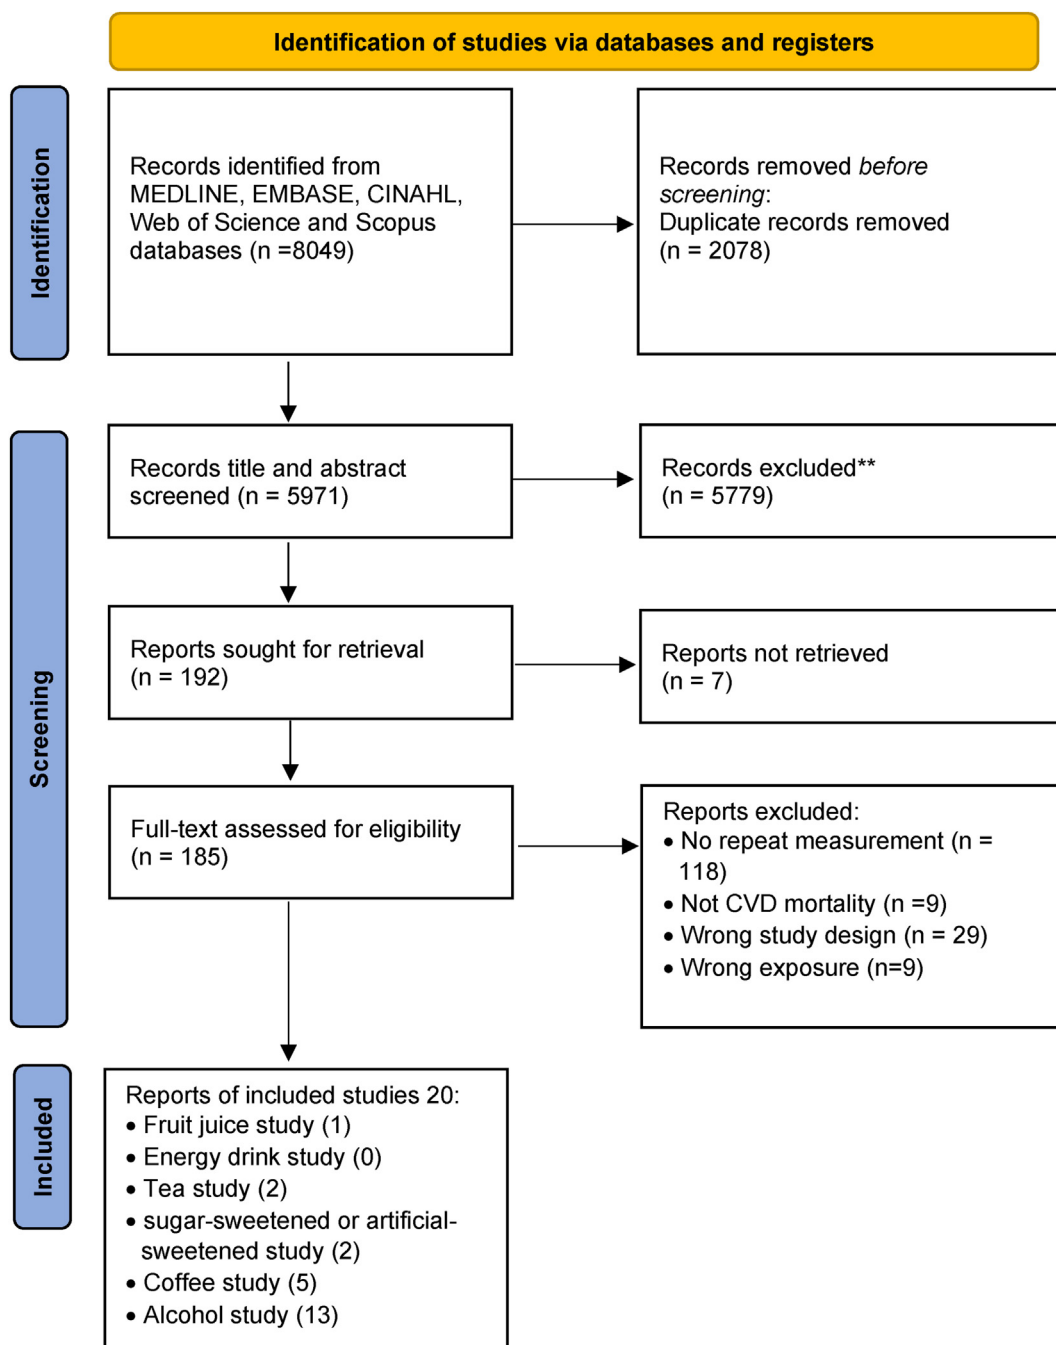 Identification of studies via databases and registers
Identification
Records identified from
MEDLINE, EMBASE, CINAHL,
Web of Science and Scopus
databases (n =8049)
Records removed before
screening:
Duplicate records removed
(n = 2078)
Screening
Records title and abstract
screened (n = 5971)
Records excluded**
(n = 5779)
Reports sought for retrieval
(n = 192)
Reports not retrieved
(n = 7)
Full-text assessed for eligibility
(n = 185)
Reports excluded:
• No repeat measurement (n =
118)
• Not CVD mortality (n =9)
• Wrong study design (n = 29)
• Wrong exposure (n=9)
Included
Reports of included studies 20:
• Fruit juice study (1)
• Energy drink study (0)
• Tea study (2)
• sugar-sweetened or artificial-
sweetened study (2)
• Coffee study (5)
• Alcohol study (13)